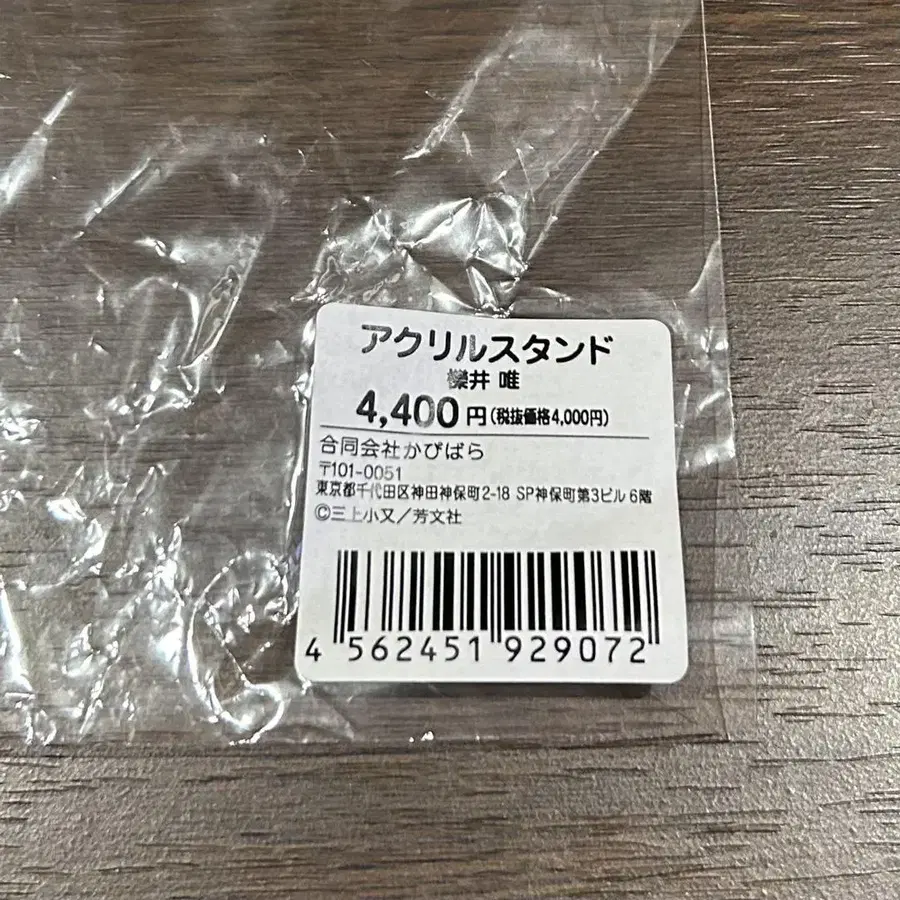 アクリルスタンド
櫟井 唯
4,400円(税抜価格4,000円)
合同会社かぴばら
〒101-0051
東京都千代田区神田神保町2-18 SP神保町第3ビル 6階
©三上小又／芳文社
4 562451 929072